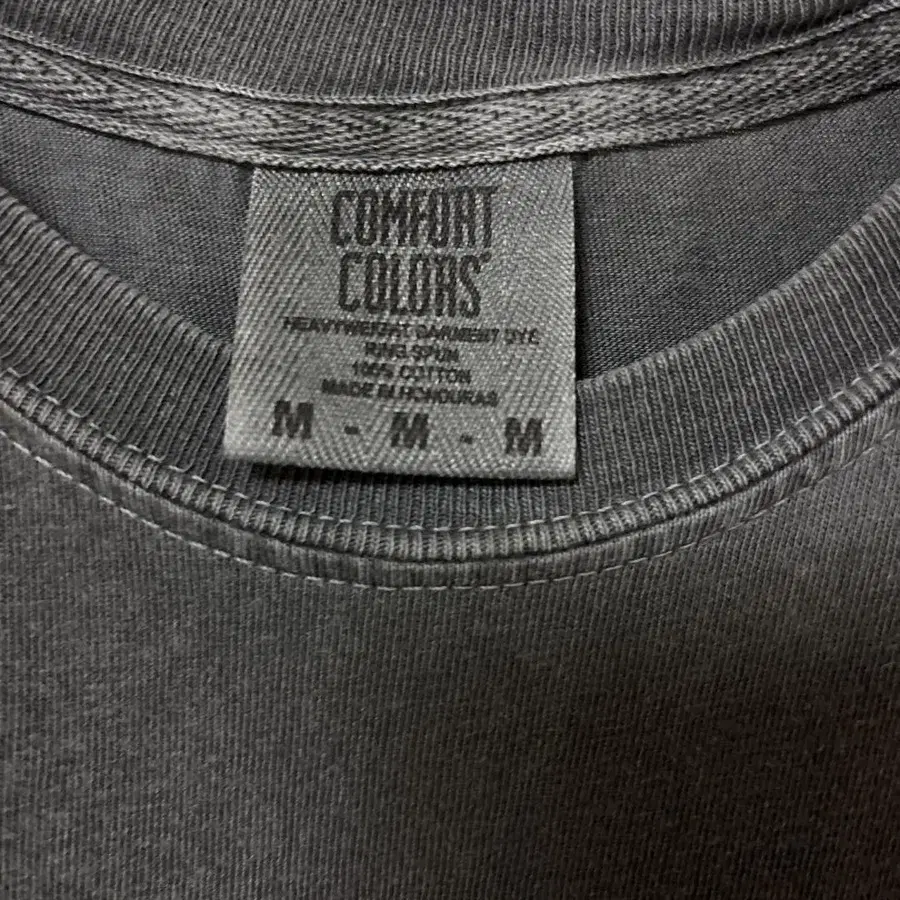 COMFORT
COLORS®
HEAVYWEIGHT GARMENT DYE
RING SPUN
100% COTTON
MADE IN HONDURAS
M - M - M